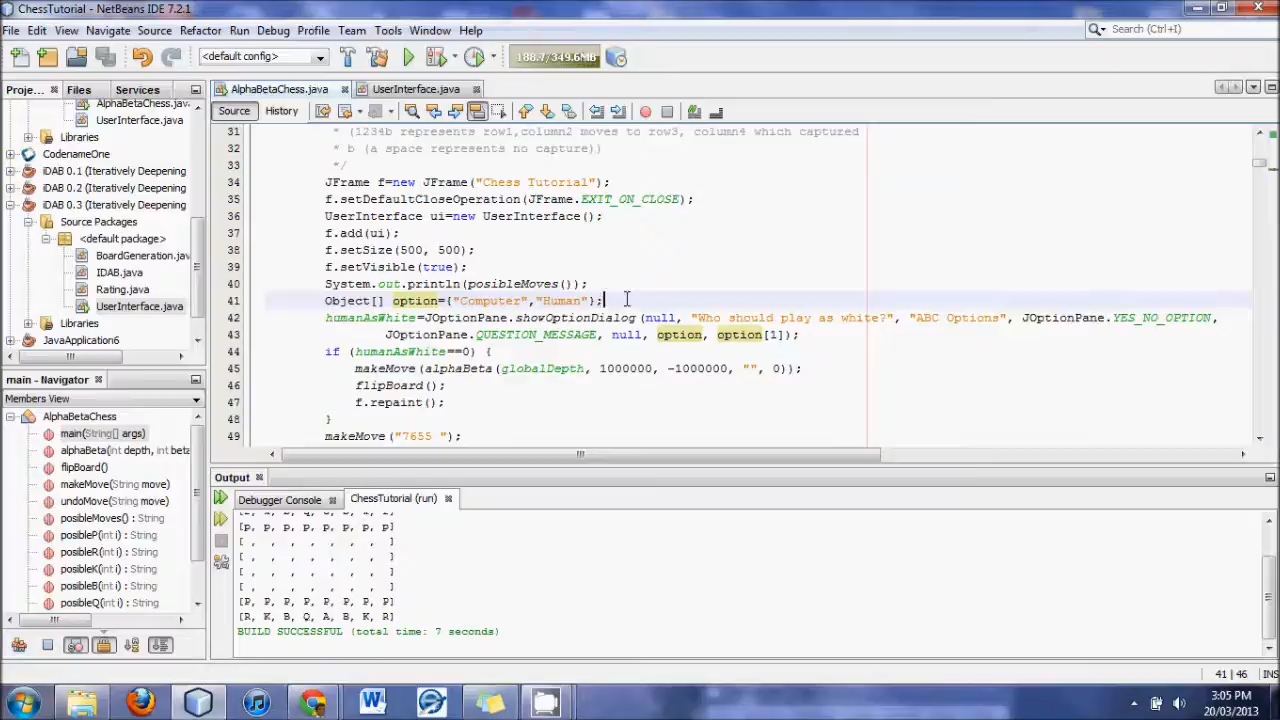 ChessTutorial - NetBeans IDE 7.2.1
File Edit View Navigate Source Refactor Run Debug Profile Team Tools Window Help
Search (Ctrl+I)
<default config>
188.7/349.6MB
Proje... Files Services
AlphaBetaChess.java
UserInterface.java
Libraries
CodenameOne
iDAB 0.1 (Iteratively Deepening
iDAB 0.2 (Iteratively Deepening
iDAB 0.3 (Iteratively Deepening
Source Packages
<default package>
BoardGeneration.java
IDAB.java
Rating.java
UserInterface.java
Libraries
JavaApplication6
main - Navigator
Members View
AlphaBetaChess
main(String[] args)
alphaBeta(int depth, int beta
flipBoard()
makeMove(String move)
undoMove(String move)
posibleMoves() : String
posibleP(int i) : String
posibleR(int i) : String
posibleK(int i) : String
posibleB(int i) : String
posibleQ(int i) : String
AlphaBetaChess.java UserInterface.java
Source History
31 * (1234b represents row1,column2 moves to row3, column4 which captured
32 * b (a space represents no capture))
33 */
34 JFrame f=new JFrame("Chess Tutorial");
35 f.setDefaultCloseOperation(JFrame.EXIT_ON_CLOSE);
36 UserInterface ui=new UserInterface();
37 f.add(ui);
38 f.setSize(500, 500);
39 f.setVisible(true);
40 System.out.println(posibleMoves());
41 Object[] option={"Computer","Human"};
42 humanAsWhite=JOptionPane.showOptionDialog(null, "Who should play as white?", "ABC Options", JOptionPane.YES_NO_OPTION,
43 JOptionPane.QUESTION_MESSAGE, null, option, option[1]);
44 if (humanAsWhite==0) {
45 makeMove(alphaBeta(globalDepth, 1000000, -1000000, "", 0));
46 flipBoard();
47 f.repaint();
48 }
49 makeMove("7655 ");
Output
Debugger Console ChessTutorial (run)
[p, p, p, p, p, p, p, p]
[ , , , , , , , ]
[ , , , , , , , ]
[ , , , , , , , ]
[ , , , , , , , ]
[P, P, P, P, P, P, P, P]
[R, K, B, Q, A, B, K, R]
BUILD SUCCESSFUL (total time: 7 seconds)
41 | 46 INS
3:05 PM
20/03/2013